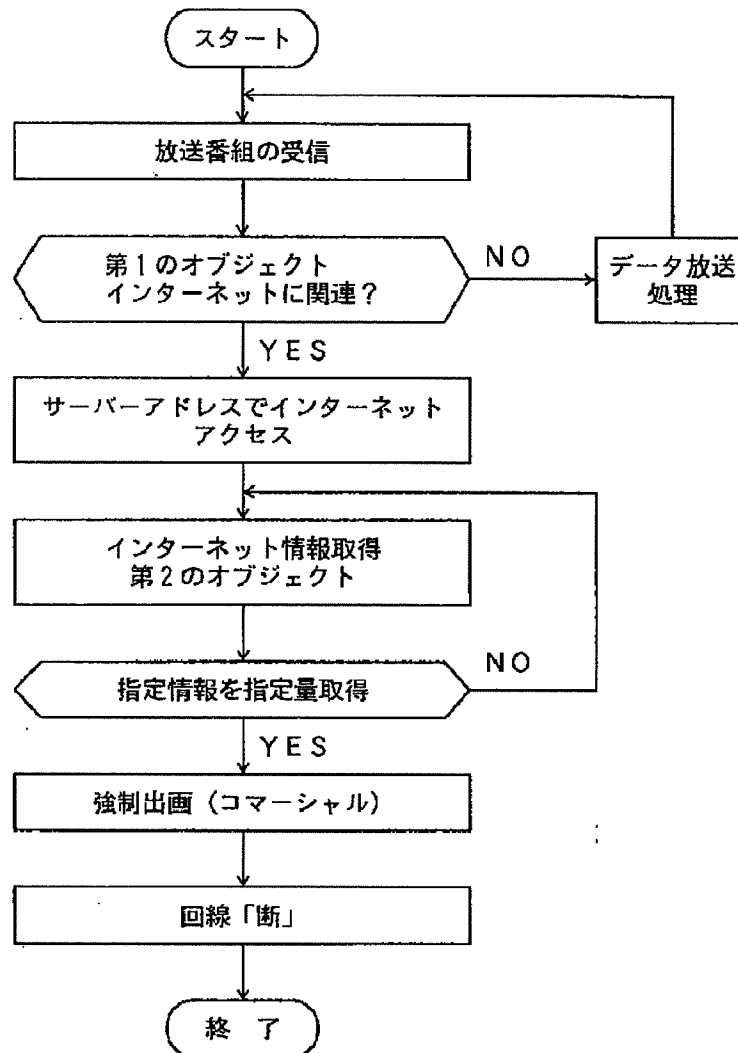 スタート
放送番組の受信
第1のオブジェクト
インターネットに関連？
NO
データ放送
処理
YES
サーバーアドレスでインターネット
アクセス
インターネット情報取得
第2のオブジェクト
指定情報を指定量取得
NO
YES
強制出画（コマーシャル）
回線「断」
終 了